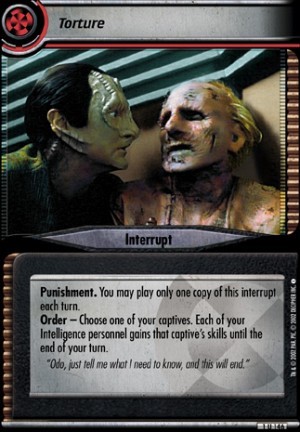 Torture
Interrupt
Punishment. You may play only one copy of this interrupt
each turn.
Order – Choose one of your captives. Each of your
Intelligence personnel gains that captive's skills until the
end of your turn.
"Odo, just tell me what I need to know, and this will end."
1 U 146